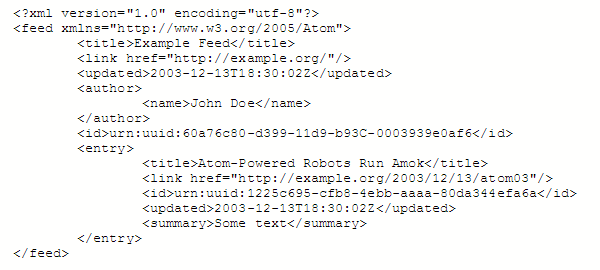 <?xml version="1.0" encoding="utf-8"?>
<feed xmlns="http://www.w3.org/2005/Atom">
<title>Example Feed</title>
<link href="http://example.org/"/>
<updated>2003-12-13T18:30:02Z</updated>
<author>
<name>John Doe</name>
</author>
<id>urn:uuid:60a76c80-d399-11d9-b93C-0003939e0af6</id>
<entry>
<title>Atom-Powered Robots Run Amok</title>
<link href="http://example.org/2003/12/13/atom03"/>
<id>urn:uuid:1225c695-cfb8-4ebb-aaaa-80da344efa6a</id>
<updated>2003-12-13T18:30:02Z</updated>
<summary>Some text</summary>
</entry>
</feed>